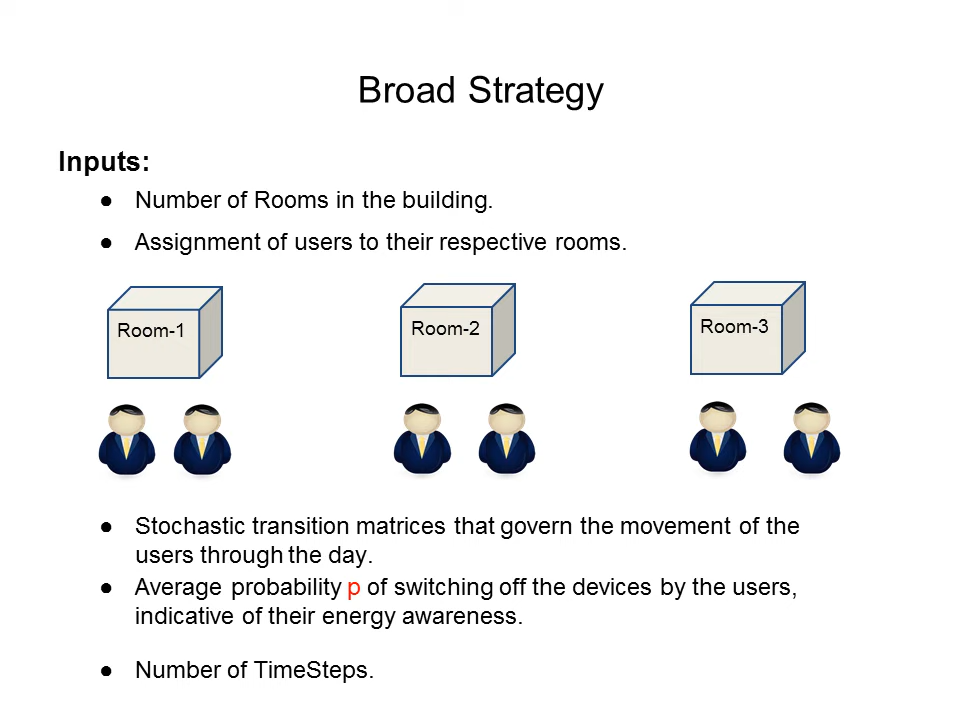 Broad Strategy
Inputs:
● Number of Rooms in the building.
● Assignment of users to their respective rooms.
Room-1
Room-2
Room-3
● Stochastic transition matrices that govern the movement of the
users through the day.
● Average probability p of switching off the devices by the users,
indicative of their energy awareness.
● Number of TimeSteps.